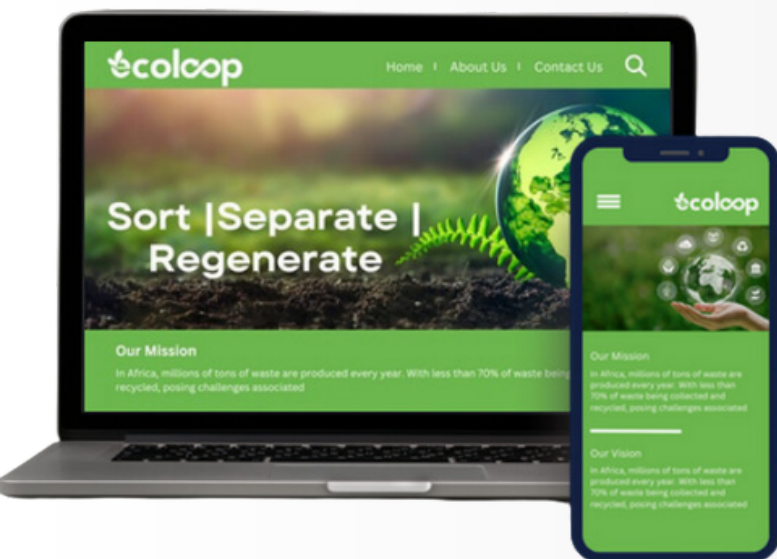 ecoloop
Home | About Us | Contact Us
Sort |Separate |
Regenerate
Our Mission
In Africa, millions of tons of waste are produced every year. With less than 70% of waste being
recycled, posing challenges associated
ecoloop
Our Mission
In Africa, millions of tons of waste are
produced every year. With less than
70% of waste being collected and
recycled, posing challenges associated
Our Vision
In Africa, millions of tons of waste are
produced every year. With less than
70% of waste being collected and
recycled, posing challenges associated